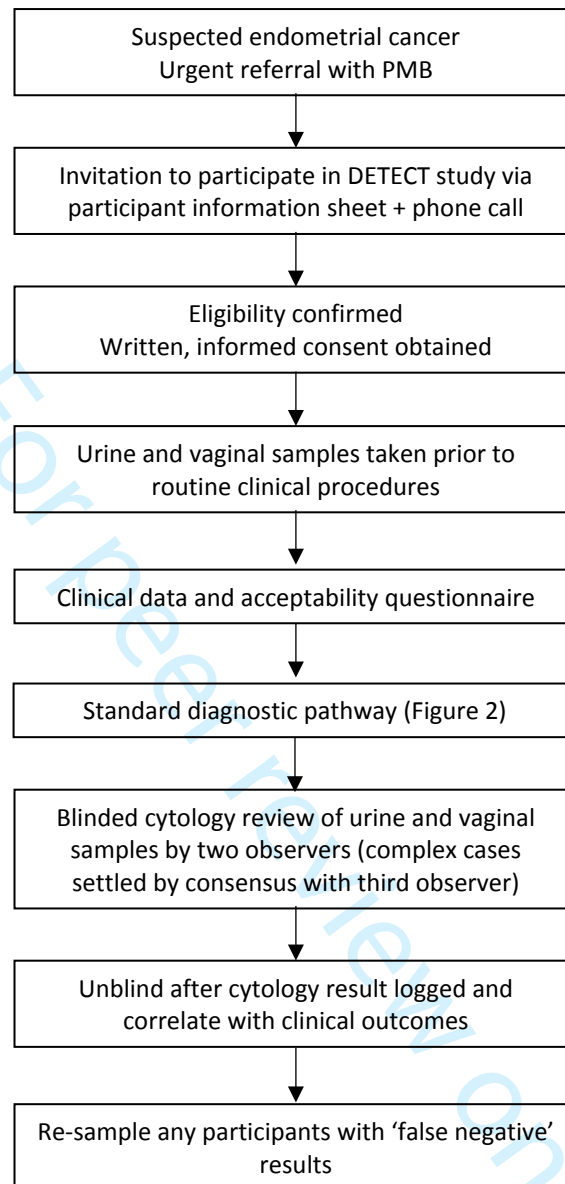 Suspected endometrial cancer
Urgent referral with PMB
Invitation to participate in DETECT study via
participant information sheet + phone call
Eligibility confirmed
Written, informed consent obtained
Urine and vaginal samples taken prior to
routine clinical procedures
Clinical data and acceptability questionnaire
Standard diagnostic pathway (Figure 2)
Blinded cytology review of urine and vaginal
samples by two observers (complex cases
settled by consensus with third observer)
Unblind after cytology result logged and
correlate with clinical outcomes
Re-sample any participants with ‘false negative’
results
For peer review on